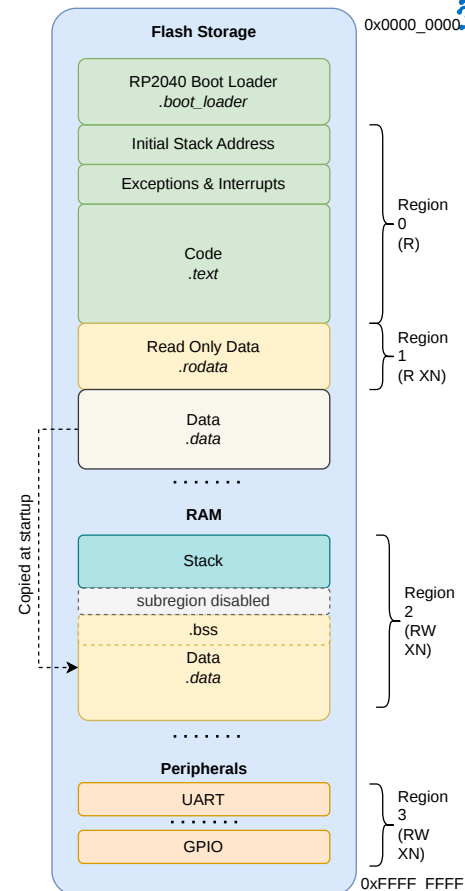 Flash Storage
0x0000_0000
RP2040 Boot Loader
.boot_loader
Initial Stack Address
Exceptions & Interrupts
Code
.text
Region
0
(R)
Read Only Data
.rodata
Region
1
(R XN)
Data
.data
. . . . . . .
Copied at startup
RAM
Stack
subregion disabled
.bss
Data
.data
Region
2
(RW
XN)
. . . . . . .
Peripherals
UART
. . . . . . .
GPIO
Region
3
(RW
XN)
0xFFFF_FFFF